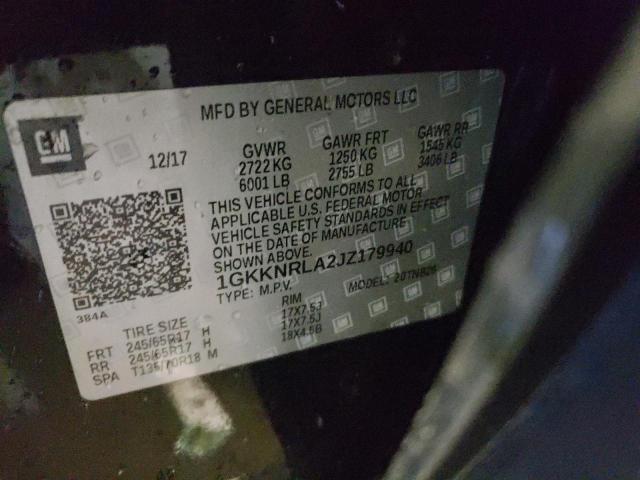 MFD BY GENERAL MOTORS LLC
GM
12/17
GVWR GAWR FRT GAWR RR
2722 KG 1250 KG 1545 KG
6001 LB 2755 LB 3406 LB
THIS VEHICLE CONFORMS TO ALL
APPLICABLE U.S. FEDERAL MOTOR
VEHICLE SAFETY STANDARDS IN EFFECT
ON THE DATE OF MANUFACTURE
SHOWN ABOVE.
1GKKNRLA2JZ179940
TYPE: M.P.V. MODEL:
384A
TIRE SIZE RIM
FRT 245/65R17 H 17X7.5J
RR 245/65R17 H 17X7.5J
SPA T135/70R18 M 18X4.5B